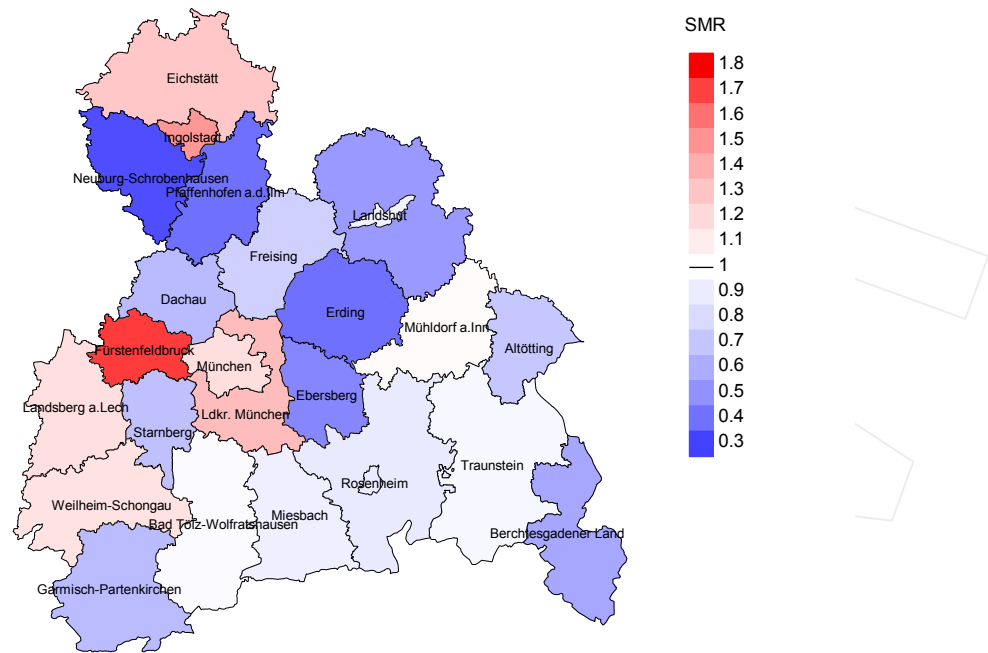 SMR
1.8
1.7
1.6
1.5
1.4
1.3
1.2
1.1
1
0.9
0.8
0.7
0.6
0.5
0.4
0.3
Eichstätt
Ingolstadt
Neuburg-Schrobenhausen
Pfaffenhofen a.d.Ilm
Landshut
Freising
Dachau
Erding
Mühldorf a.Inn
Altötting
Fürstenfeldbruck
München
Ebersberg
Landsberg a.Lech
Ldkr. München
Starnberg
Traunstein
Rosenheim
Weilheim-Schongau
Miesbach
Bad Tölz-Wolfratshausen
Berchtesgadener Land
Garmisch-Partenkirchen